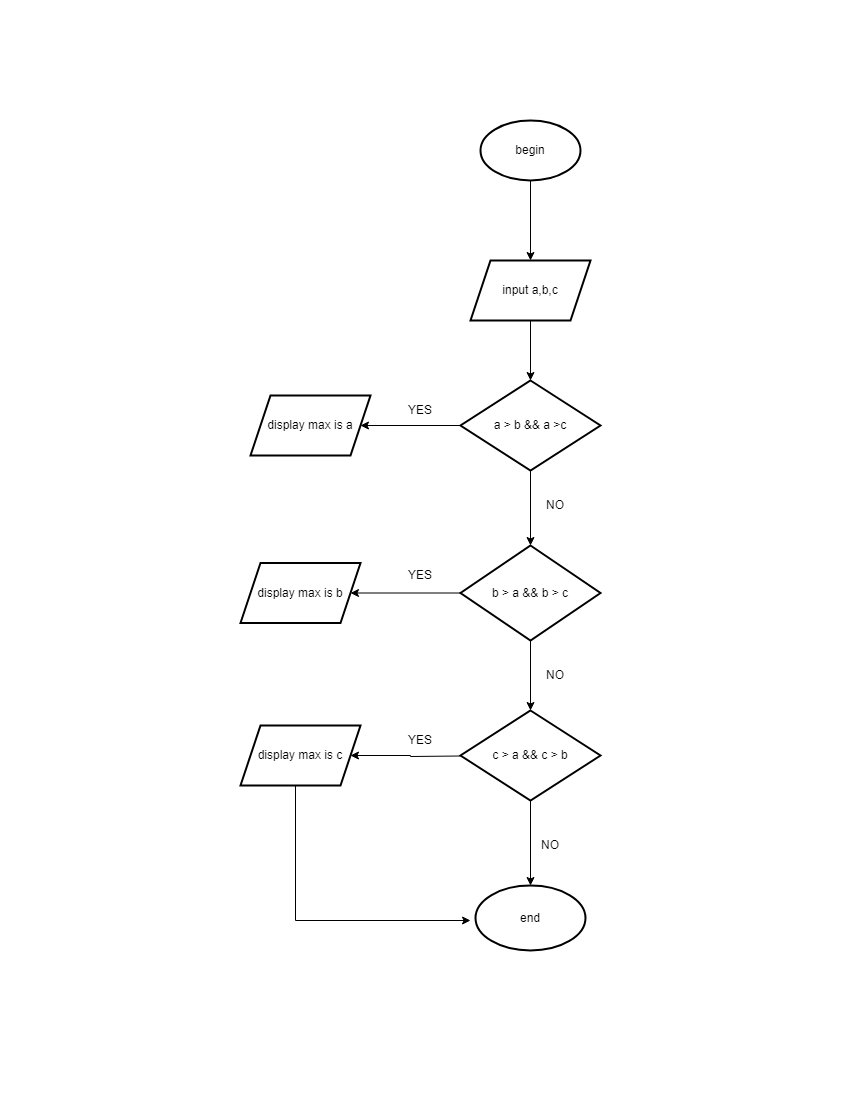 begin
input a,b,c
YES
display max is a
a > b && a >c
NO
YES
display max is b
b > a && b > c
NO
YES
display max is c
c > a && c > b
NO
end